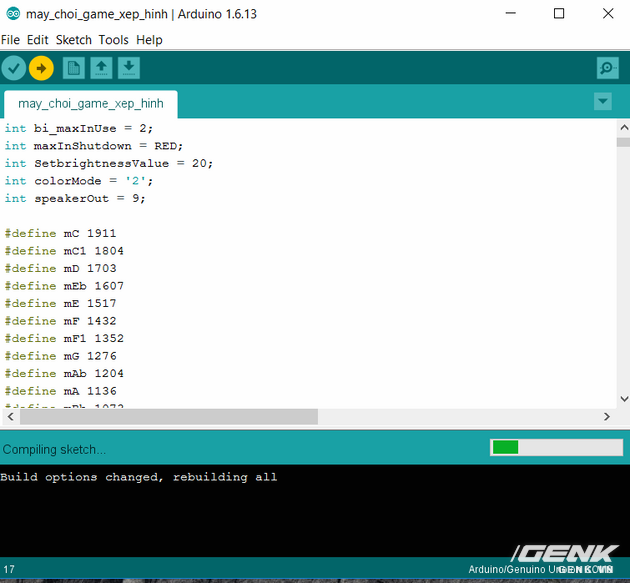 may_choi_game_xep_hinh | Arduino 1.6.13
File Edit Sketch Tools Help
may_choi_game_xep_hinh
int bi_maxInUse = 2;
int maxInShutdown = RED;
int SetbrightnessValue = 20;
int colorMode = '2';
int speakerOut = 9;
#define mC 1911
#define mC1 1804
#define mD 1703
#define mEb 1607
#define mE 1517
#define mF 1432
#define mF1 1352
#define mG 1276
#define mAb 1204
#define mA 1136
Compiling sketch...
Build options changed, rebuilding all
GENK
17
Arduino/Genuino
GENK.VN